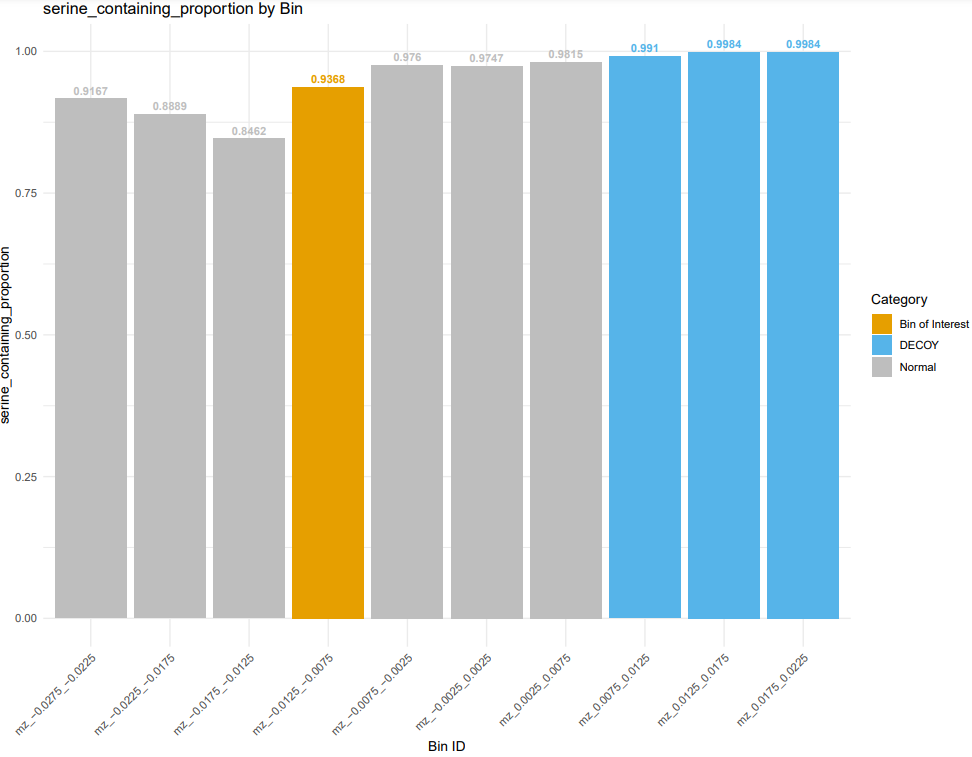 serine_containing_proportion by Bin
serine_containing_proportion
1.00
0.75
0.50
0.25
0.00
0.9167
0.8889
0.8462
0.9368
0.976
0.9747
0.9815
0.991
0.9984
0.9984
mz_−0.0275_−0.0225
mz_−0.0225_−0.0175
mz_−0.0175_−0.0125
mz_−0.0125_−0.0075
mz_−0.0075_−0.0025
mz_−0.0025_0.0025
mz_0.0025_0.0075
mz_0.0075_0.0125
mz_0.0125_0.0175
mz_0.0175_0.0225
Bin ID
Category
Bin of Interest
DECOY
Normal